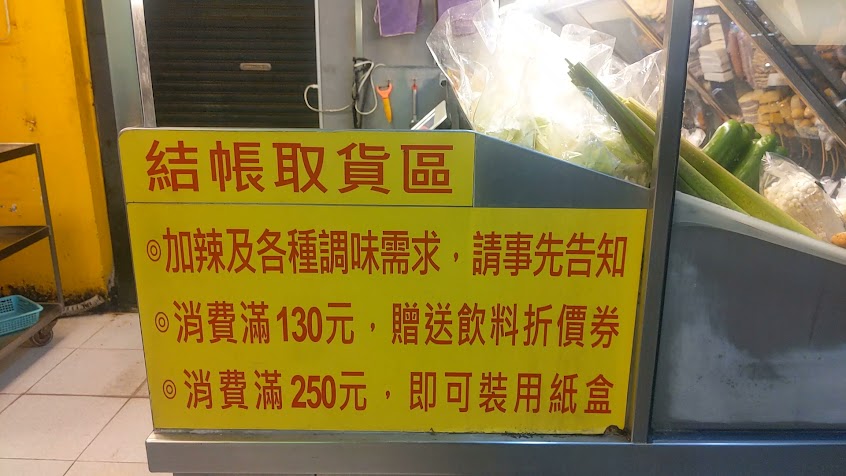 結帳取貨區
◎加辣及各種調味需求，請事先告知
◎消費滿130元，贈送飲料折價券
◎消費滿250元，即可裝用紙盒